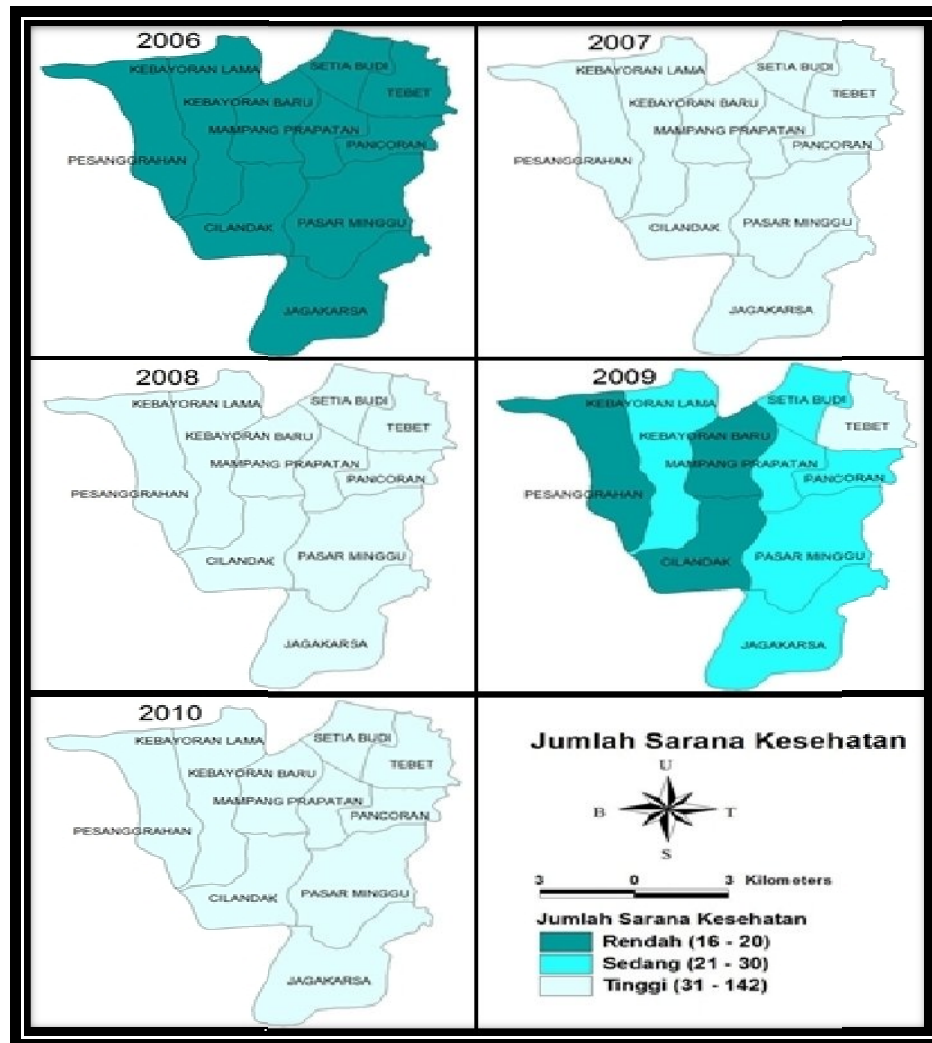 2006
KEBAYORAN LAMA
SETIA BUDI
TEBET
KEBAYORAN BARU
MAMPANG PRAPATAN
PANCORAN
PESANGGRAHAN
CILANDAK
PASAR MINGGU
JAGAKARSA
2007
KEBAYORAN LAMA
SETIA BUDI
TEBET
KEBAYORAN BARU
MAMPANG PRAPATAN
PANCORAN
PESANGGRAHAN
CILANDAK
PASAR MINGGU
JAGAKARSA
2008
KEBAYORAN LAMA
SETIA BUDI
TEBET
KEBAYORAN BARU
MAMPANG PRAPATAN
PANCORAN
PESANGGRAHAN
CILANDAK
PASAR MINGGU
JAGAKARSA
2009
KEBAYORAN LAMA
SETIA BUDI
TEBET
KEBAYORAN BARU
MAMPANG PRAPATAN
PANCORAN
PESANGGRAHAN
CILANDAK
PASAR MINGGU
JAGAKARSA
2010
KEBAYORAN LAMA
SETIA BUDI
TEBET
KEBAYORAN BARU
MAMPANG PRAPATAN
PANCORAN
PESANGGRAHAN
CILANDAK
PASAR MINGGU
JAGAKARSA
Jumlah Sarana Kesehatan
U
B T
S
3 0 3 Kilometers
Jumlah Sarana Kesehatan
Rendah (16 - 20)
Sedang (21 - 30)
Tinggi (31 - 142)